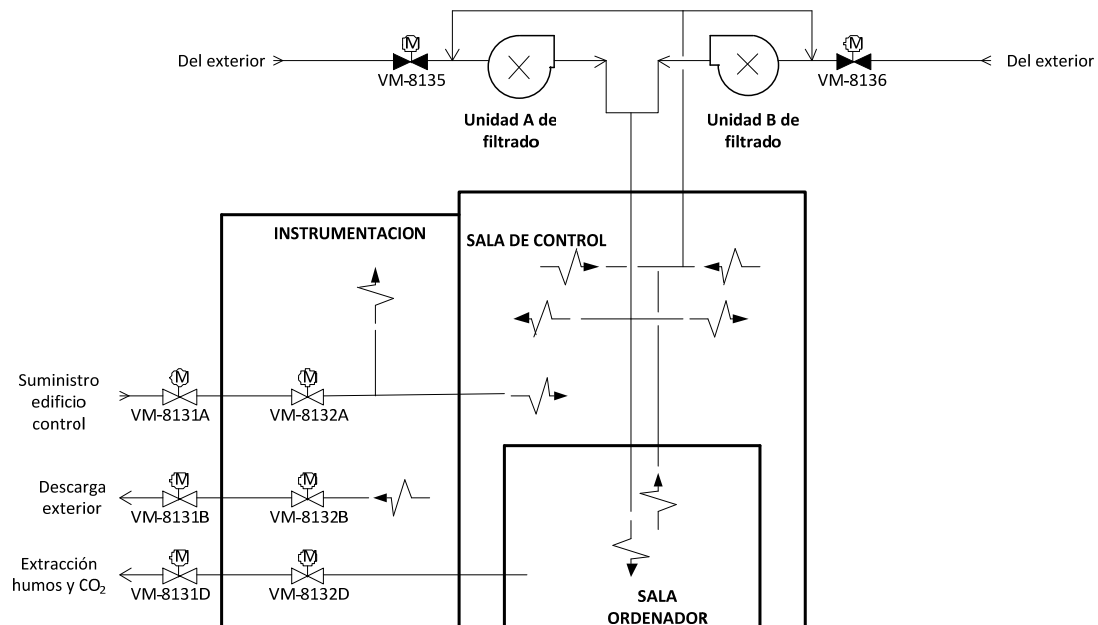 M
M
Del exterior
Del exterior
VM-8135
VM-8136
Unidad A de
filtrado
Unidad B de
filtrado
INSTRUMENTACION
SALA DE CONTROL
Suministro
edificio
control
M
M
VM-8131A
VM-8132A
Descarga
exterior
M
M
VM-8131B
VM-8132B
Extracción
humos y CO₂
M
M
VM-8131D
VM-8132D
SALA
ORDENADOR